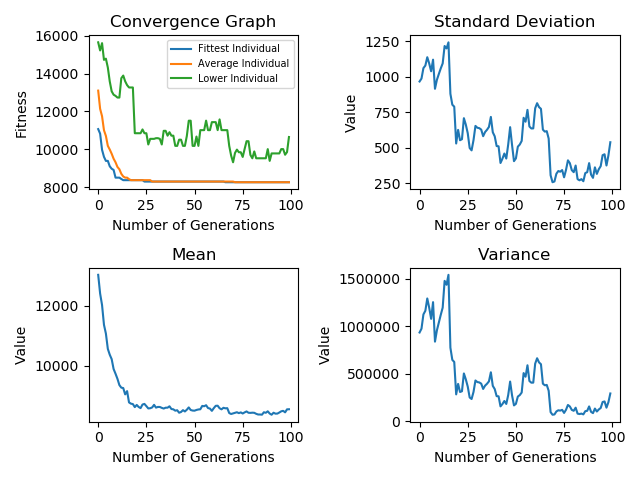 Convergence Graph
16000
14000
12000
10000
8000
Fitness
Fittest Individual
Average Individual
Lower Individual
0 25 50 75 100
Number of Generations
Standard Deviation
1250
1000
750
500
250
Value
0 25 50 75 100
Number of Generations
Mean
12000
10000
Value
0 25 50 75 100
Number of Generations
Variance
1500000
1000000
500000
0
Value
0 25 50 75 100
Number of Generations